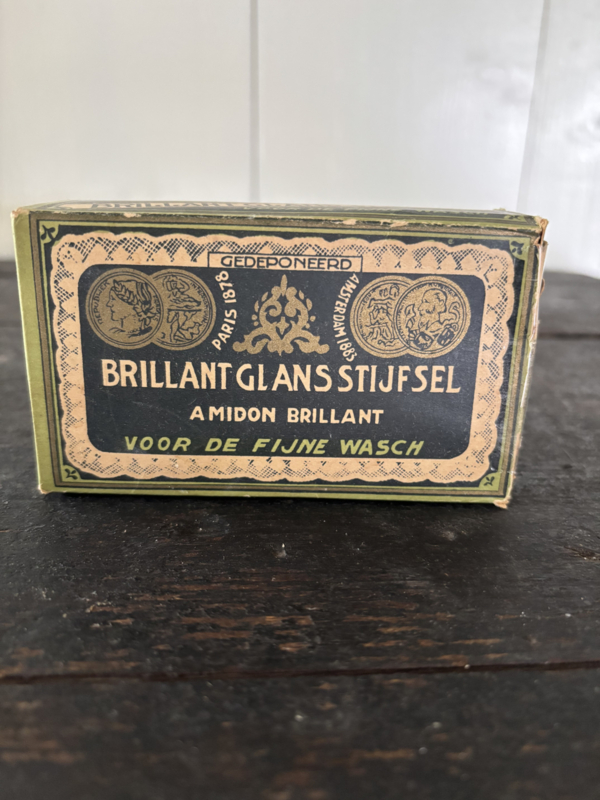 GEDEPONEERD
PARIS 1878
AMSTERDAM 1883
BRILLANT GLANS STIJFSEL
AMIDON BRILLANT
VOOR DE FIJNE WASCH